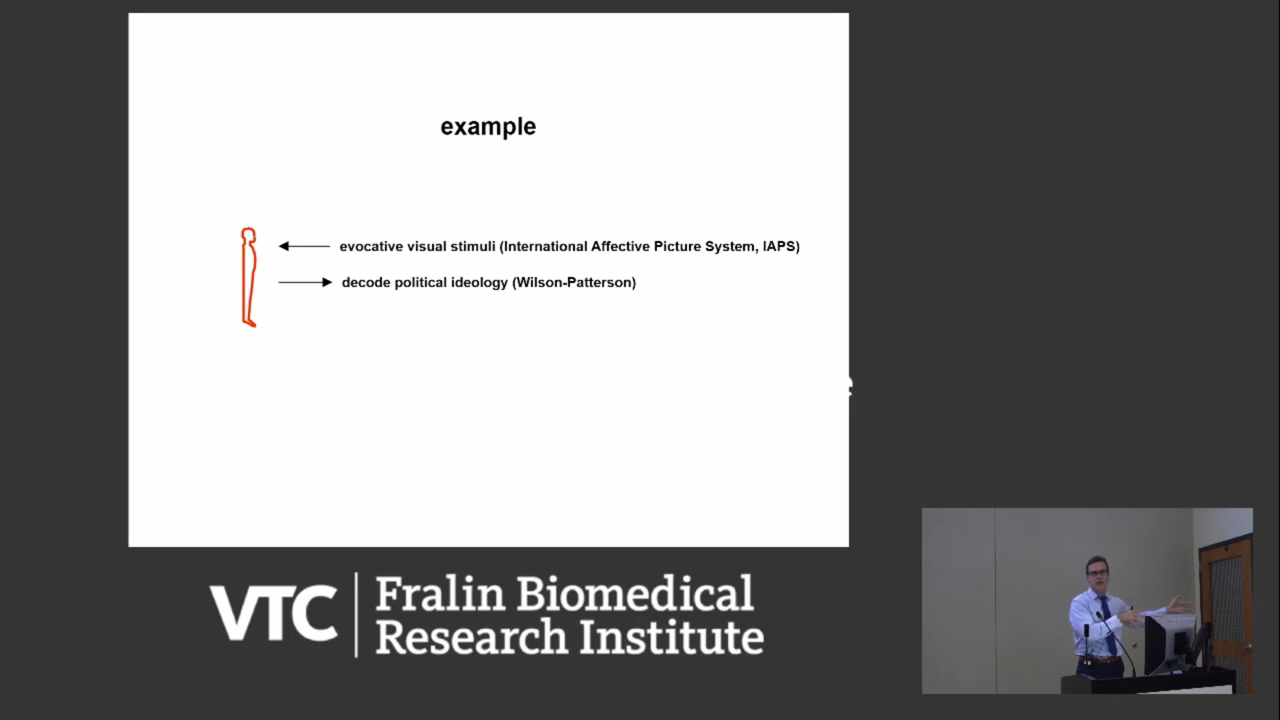 example
evocative visual stimuli (International Affective Picture System, IAPS)
decode political ideology (Wilson-Patterson)
e
VTC
Fralin Biomedical
Research Institute